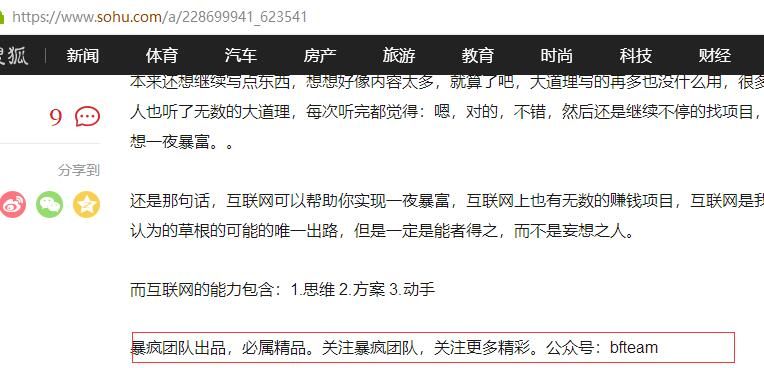 https://www.sohu.com/a/228699941_623541
搜狐 新闻 体育 汽车 房产 旅游 教育 时尚 科技 财经
本来还想继续写点东西，想想好像内容太多，就算了吧，大道理写的再多也没什么用，很多
9
人也听了无数的大道理，每次听完都觉得：嗯，对的，不错，然后还是继续不停的找项目，
想一夜暴富。。
分享到
还是那句话，互联网可以帮助你实现一夜暴富，互联网上也有无数的赚钱项目，互联网是我
认为的草根的可能的唯一出路，但是一定是能者得之，而不是妄想之人。
而互联网的能力包含：1.思维 2.方案 3.动手
暴疯团队出品，必属精品。关注暴疯团队，关注更多精彩。公众号：bfteam